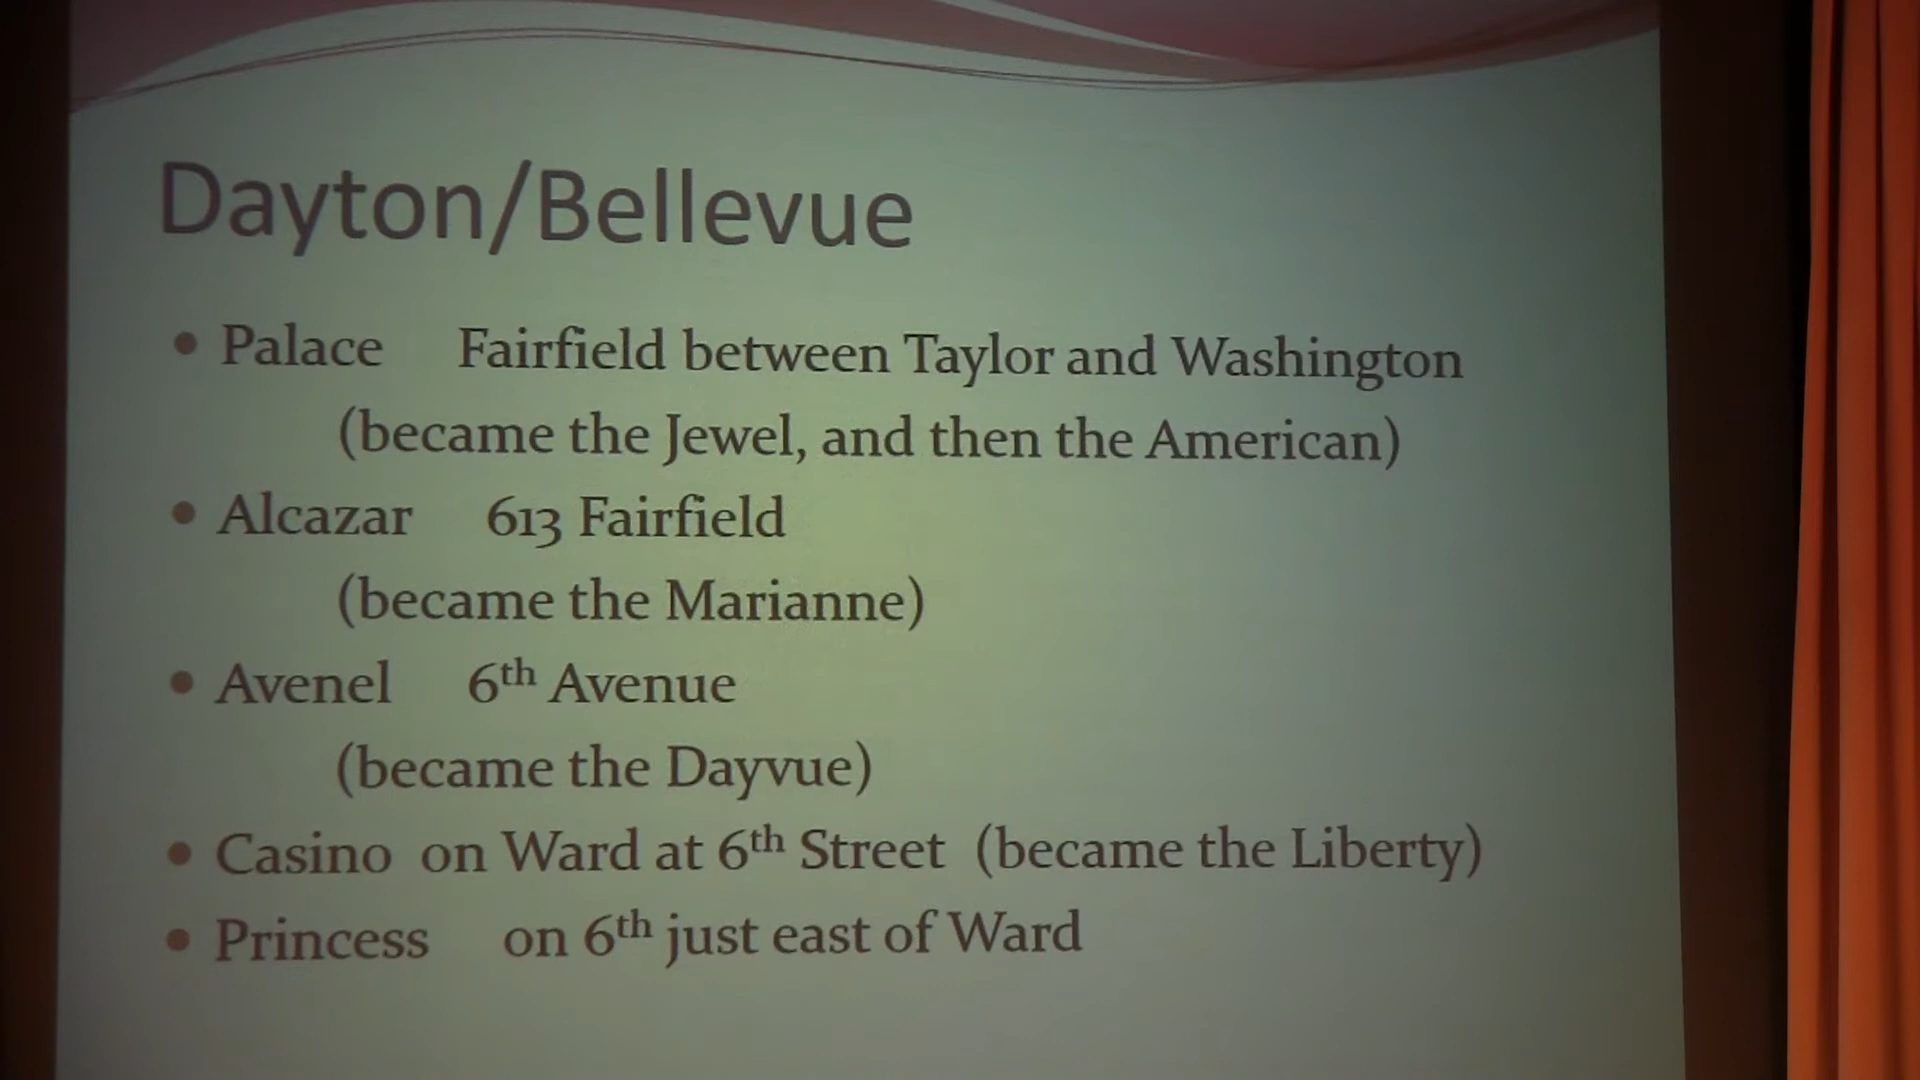 Dayton/Bellevue
• Palace Fairfield between Taylor and Washington
(became the Jewel, and then the American)
• Alcazar 613 Fairfield
(became the Marianne)
• Avenel 6th Avenue
(became the Dayvue)
• Casino on Ward at 6th Street (became the Liberty)
• Princess on 6th just east of Ward